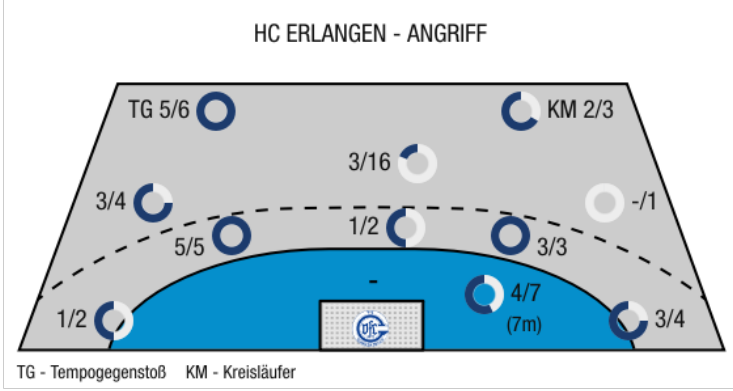 HC ERLANGEN - ANGRIFF
TG 5/6
KM 2/3
3/16
3/4
-/1
1/2
5/5
3/3
-
4/7
(7m)
1/2
3/4
TG - Tempogegenstoß KM - Kreisläufer